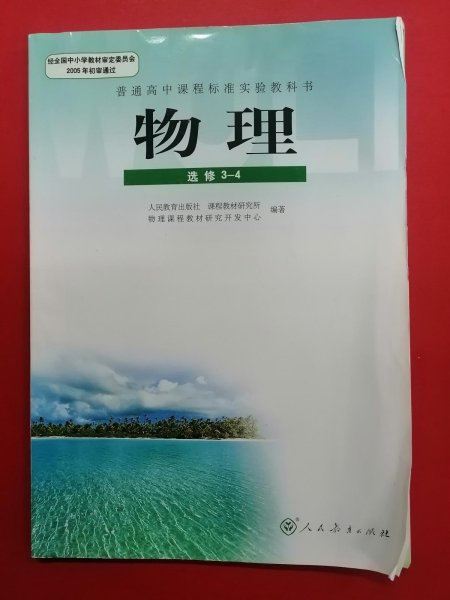 经全国中小学教材审定委员会
2005年初审通过
普通高中课程标准实验教科书
WULI
物理
选修 3-4
人民教育出版社 课程教材研究所
物理课程教材研究开发中心
编著
人民教育出版社